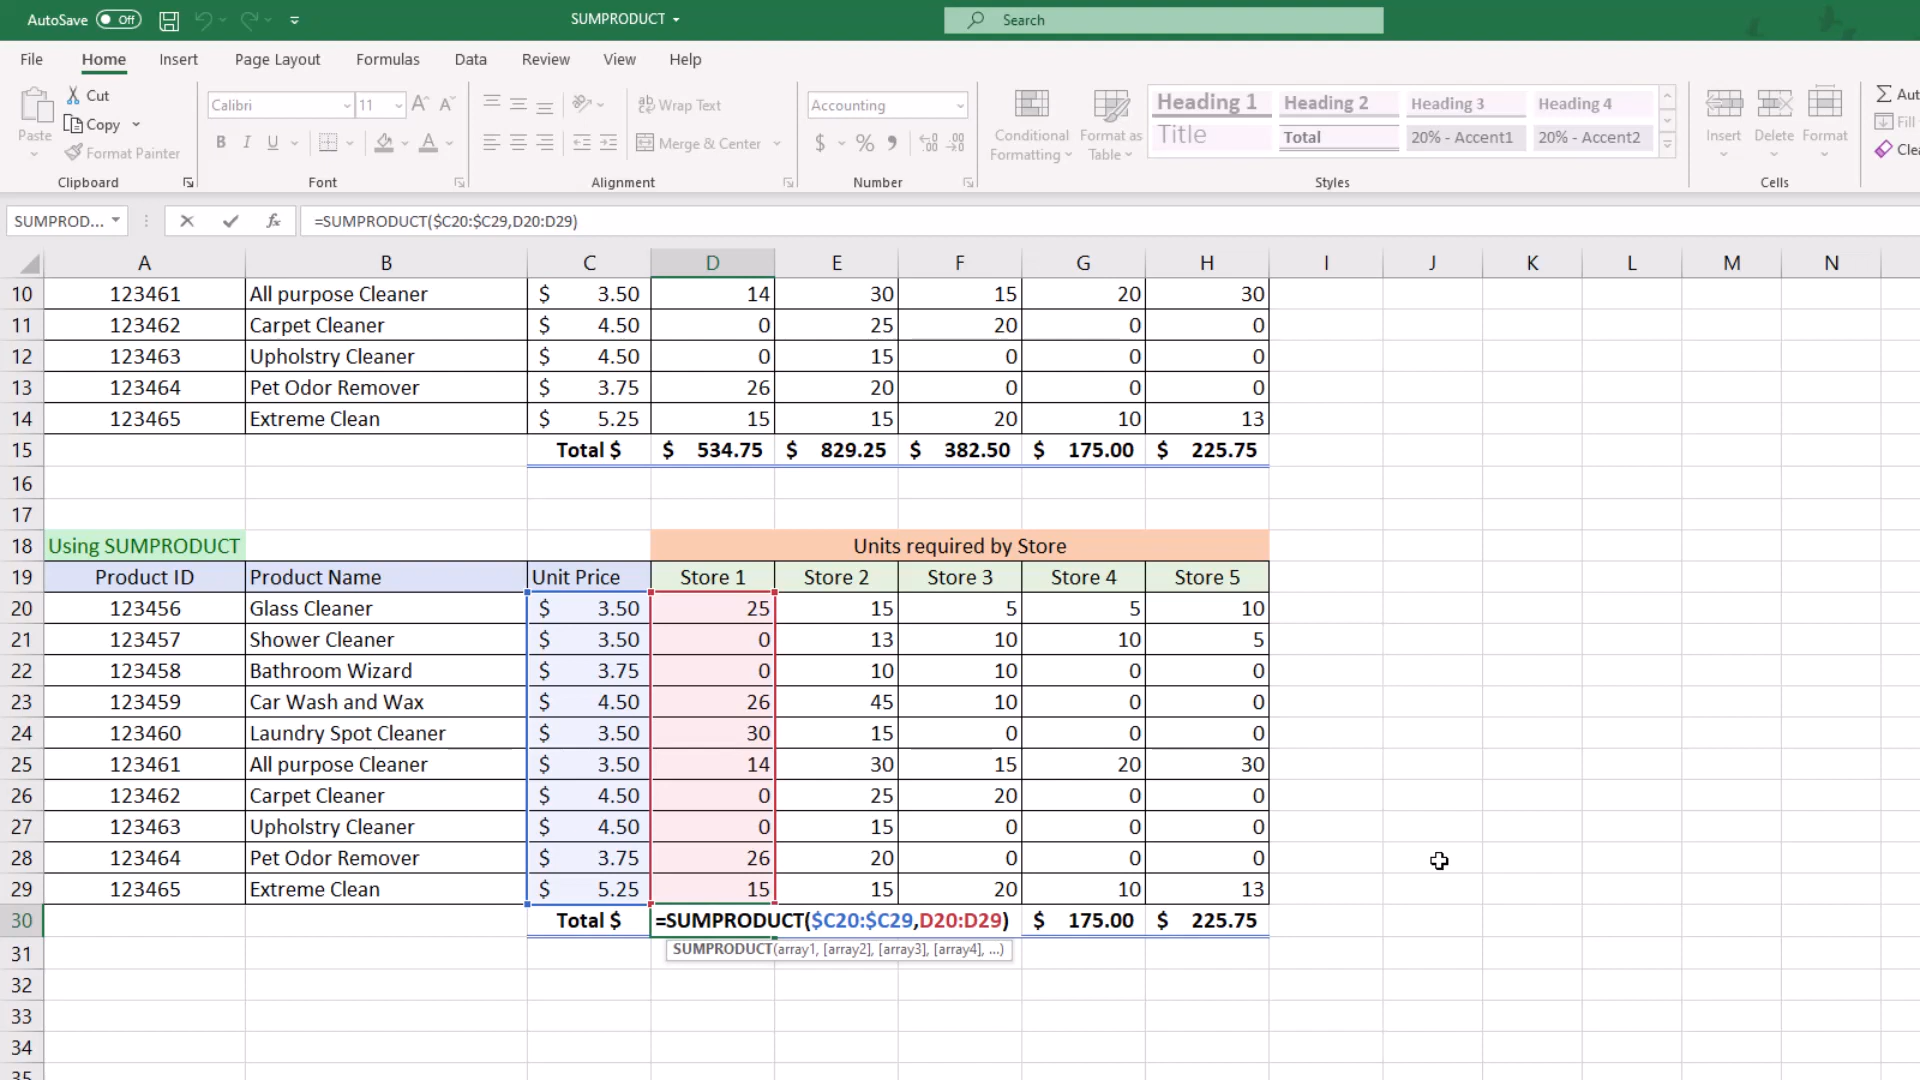 AutoSave Off SUMPRODUCT Search
File Home Insert Page Layout Formulas Data Review View Help
Paste Cut Copy Format Painter Clipboard
Calibri 11 A A B I U A Font
ab Wrap Text Merge & Center Alignment
Accounting $ % Number
Conditional Formatting Format as Table
Heading 1 Heading 2 Heading 3 Heading 4
Title Total 20% - Accent1 20% - Accent2
Styles
Insert Delete Format Cells
Σ Aut
Fill
Clea
SUMPROD... fx =SUMPRODUCT($C20:$C29,D20:D29)
A B C D E F G H I J K L M N
10 123461 All purpose Cleaner $ 3.50 14 30 15 20 30
11 123462 Carpet Cleaner $ 4.50 0 25 20 0 0
12 123463 Upholstry Cleaner $ 4.50 0 15 0 0 0
13 123464 Pet Odor Remover $ 3.75 26 20 0 0 0
14 123465 Extreme Clean $ 5.25 15 15 20 10 13
15 Total $ $ 534.75 $ 829.25 $ 382.50 $ 175.00 $ 225.75
16
17
18 Using SUMPRODUCT Units required by Store
19 Product ID Product Name Unit Price Store 1 Store 2 Store 3 Store 4 Store 5
20 123456 Glass Cleaner $ 3.50 25 15 5 5 10
21 123457 Shower Cleaner $ 3.50 0 13 10 10 5
22 123458 Bathroom Wizard $ 3.75 0 10 10 0 0
23 123459 Car Wash and Wax $ 4.50 26 45 10 0 0
24 123460 Laundry Spot Cleaner $ 3.50 30 15 0 0 0
25 123461 All purpose Cleaner $ 3.50 14 30 15 20 30
26 123462 Carpet Cleaner $ 4.50 0 25 20 0 0
27 123463 Upholstry Cleaner $ 4.50 0 15 0 0 0
28 123464 Pet Odor Remover $ 3.75 26 20 0 0 0
29 123465 Extreme Clean $ 5.25 15 15 20 10 13
30 Total $ =SUMPRODUCT($C20:$C29,D20:D29) $ 175.00 $ 225.75
31 SUMPRODUCT(array1, [array2], [array3], [array4], ...)
32
33
34
35